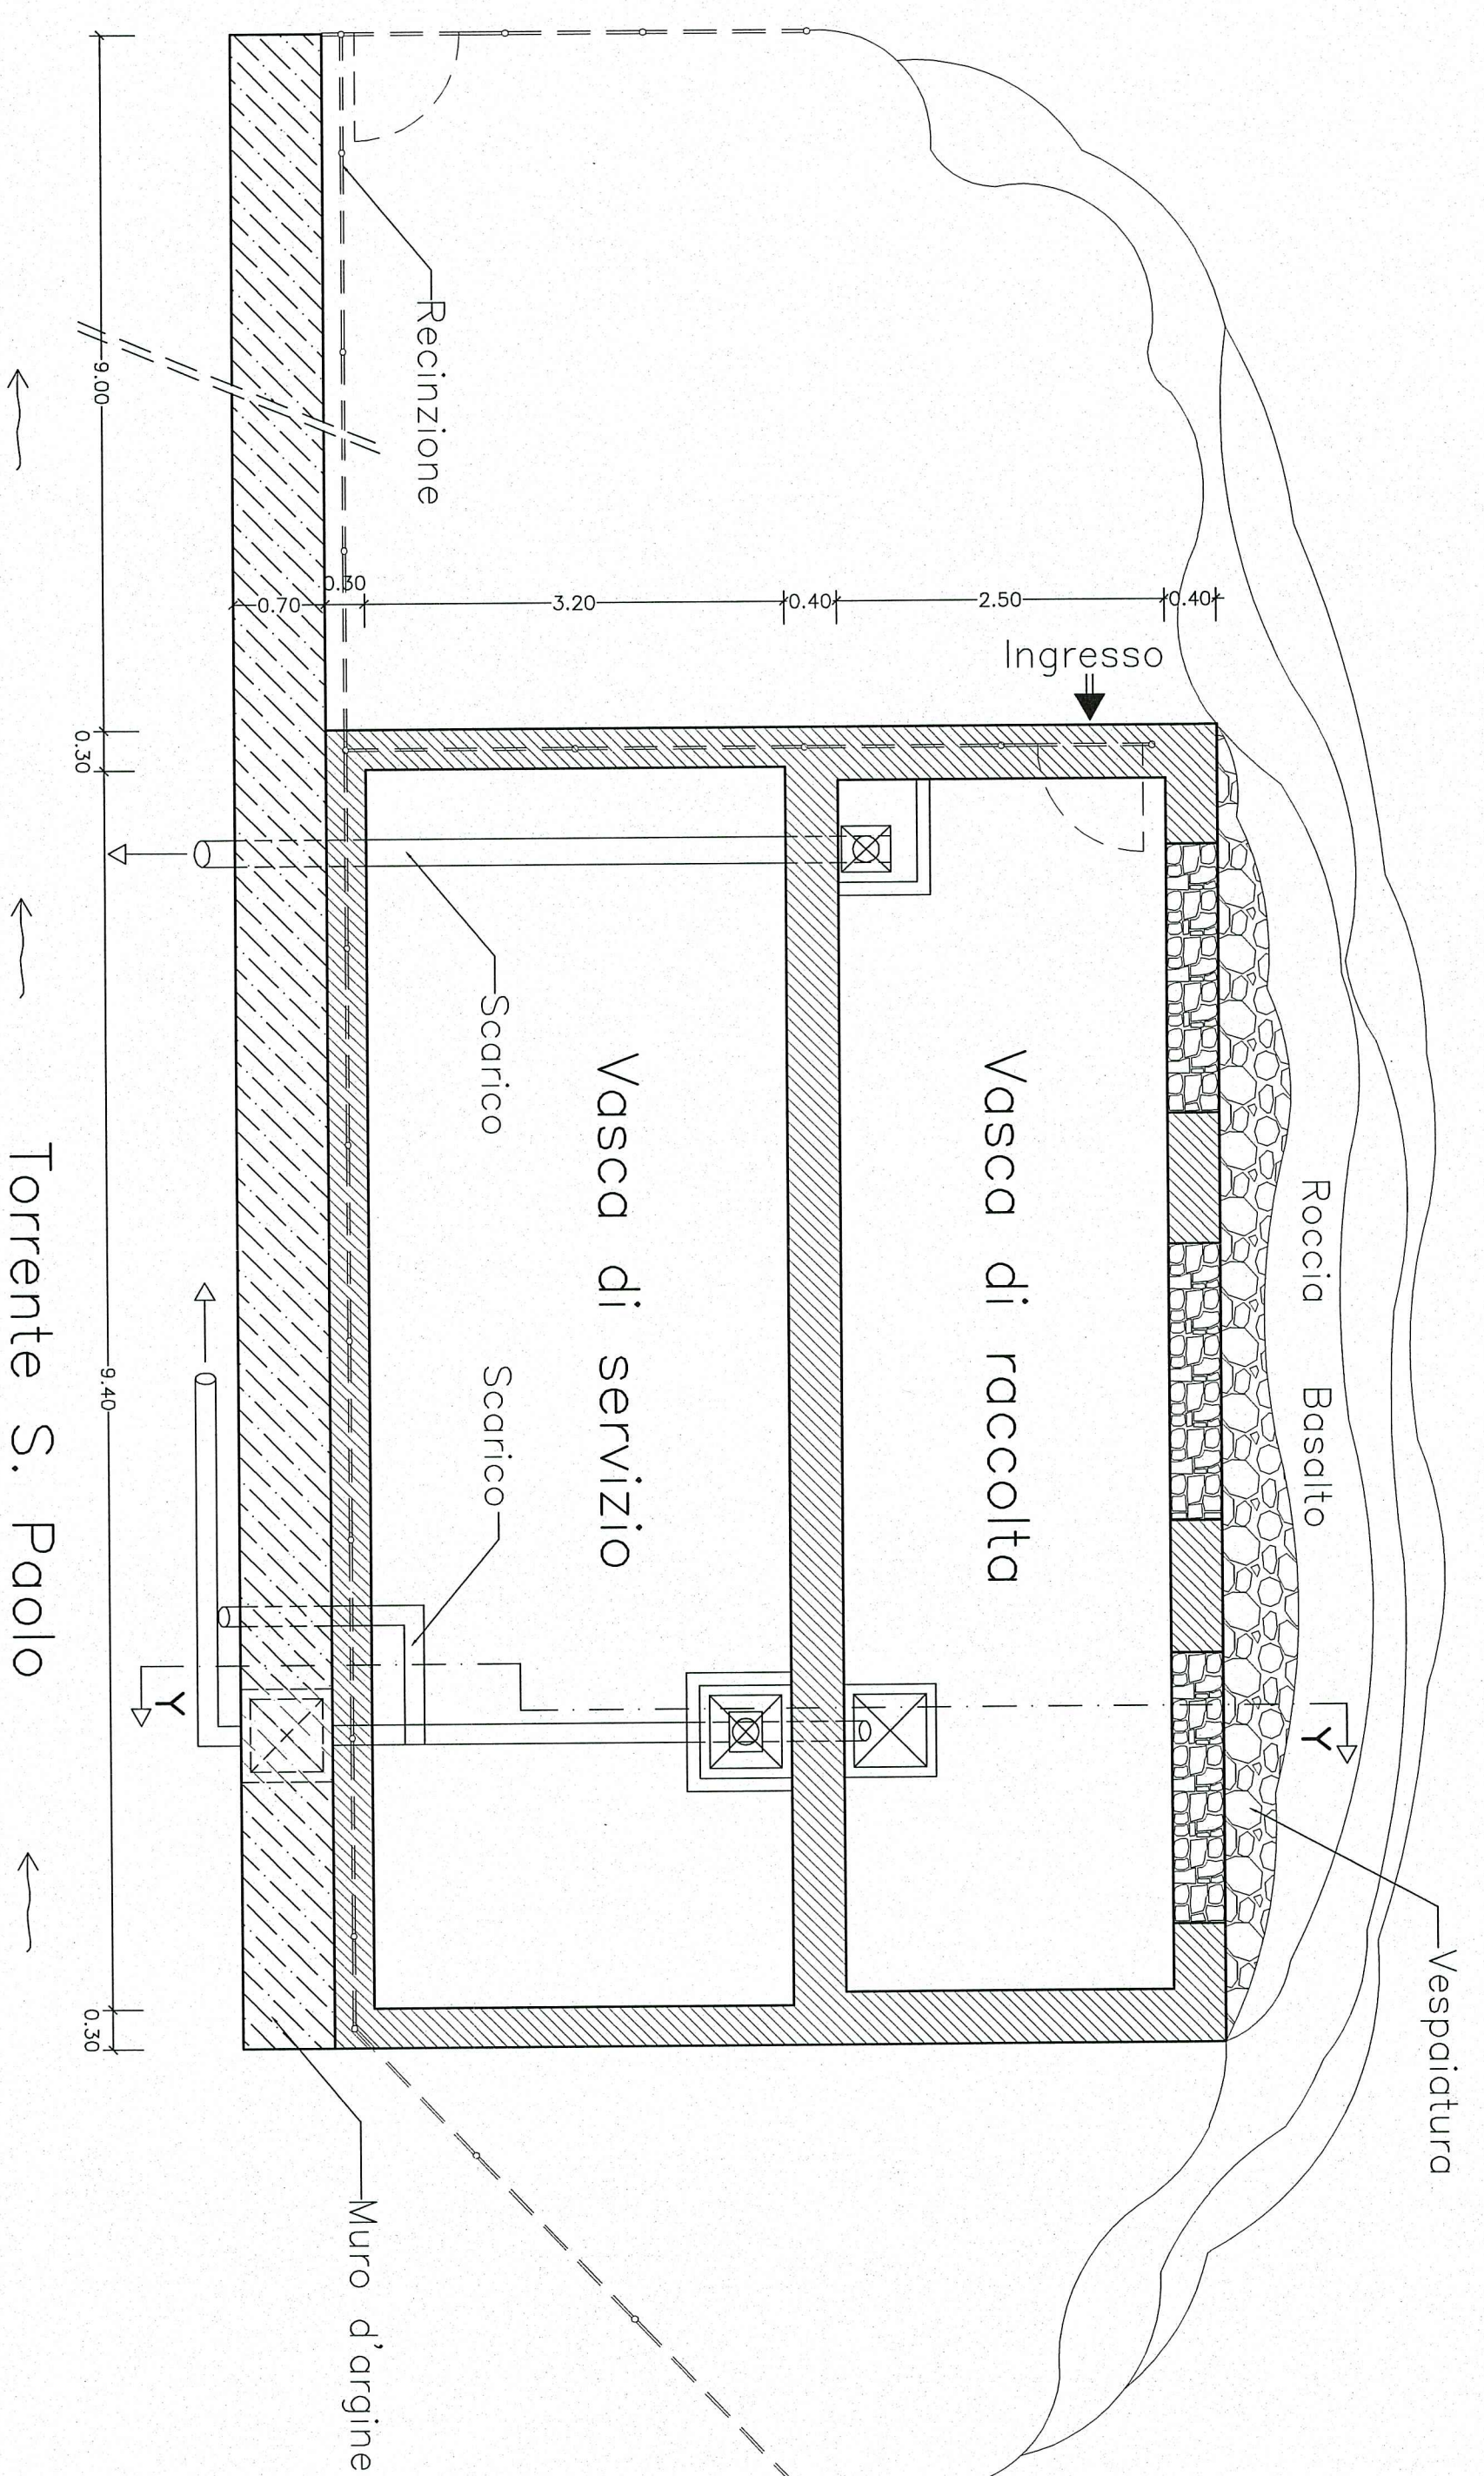 Vespaiatura
Roccia Basalto
Y
Y
Ingresso
0.70
0.30
3.20
0.40
2.50
0.40
Vasca di raccolta
Vasca di servizio
Recinzione
Scarico
Scarico
Muro d'argine
9.00
0.30
9.40
0.30
Torrente S. Paolo